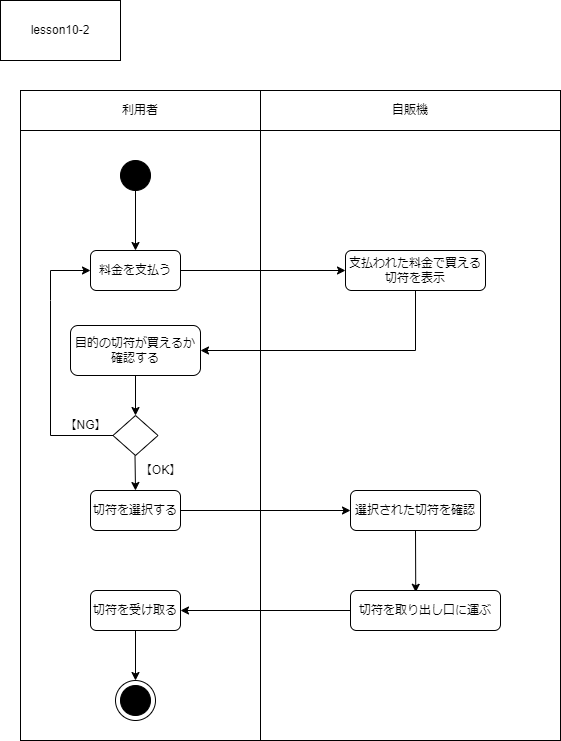 lesson10-2
利用者
自販機
料金を支払う
支払われた料金で買える
切符を表示
目的の切符が買えるか
確認する
【NG】
【OK】
切符を選択する
選択された切符を確認
切符を受け取る
切符を取り出し口に運ぶ